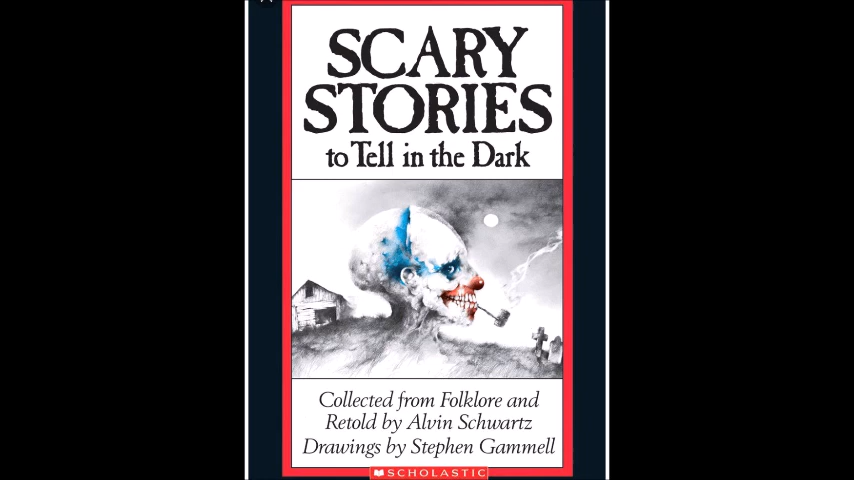 SCARY
STORIES
to Tell in the Dark
Collected from Folklore and
Retold by Alvin Schwartz
Drawings by Stephen Gammell
SCHOLASTIC